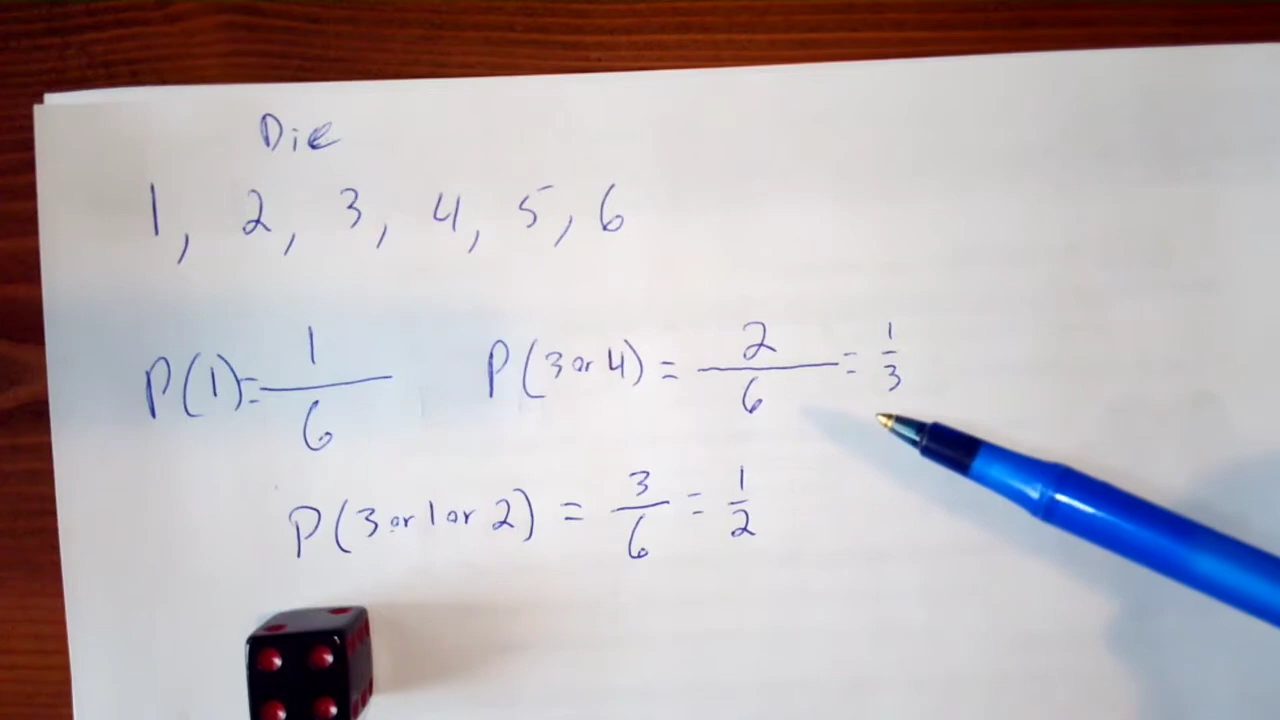 Die
1, 2, 3, 4, 5, 6
P(1)= 1/6
P(3 or 4) = 2/6 = 1/3
P(3 or 1 or 2) = 3/6 = 1/2